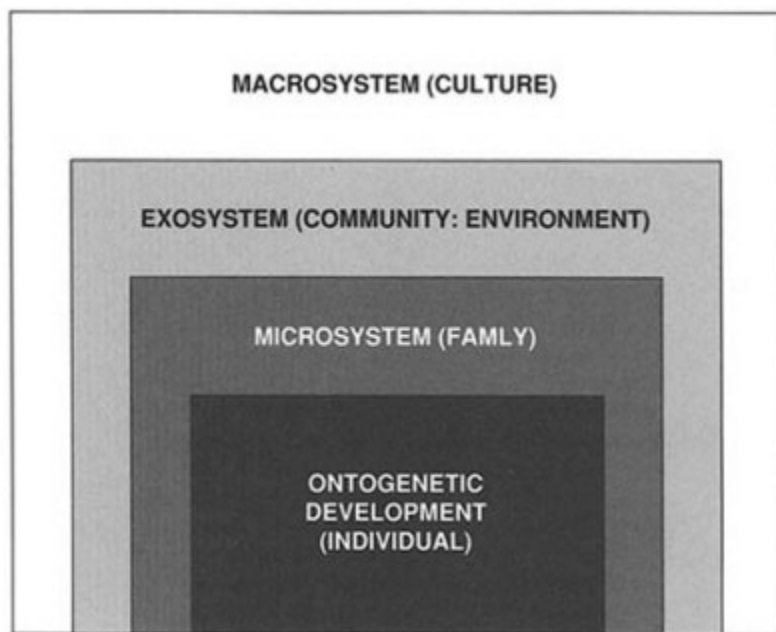 MACROSYSTEM (CULTURE)
EXOSYSTEM (COMMUNITY: ENVIRONMENT)
MICROSYSTEM (FAMLY)
ONTOGENETIC
DEVELOPMENT
(INDIVIDUAL)